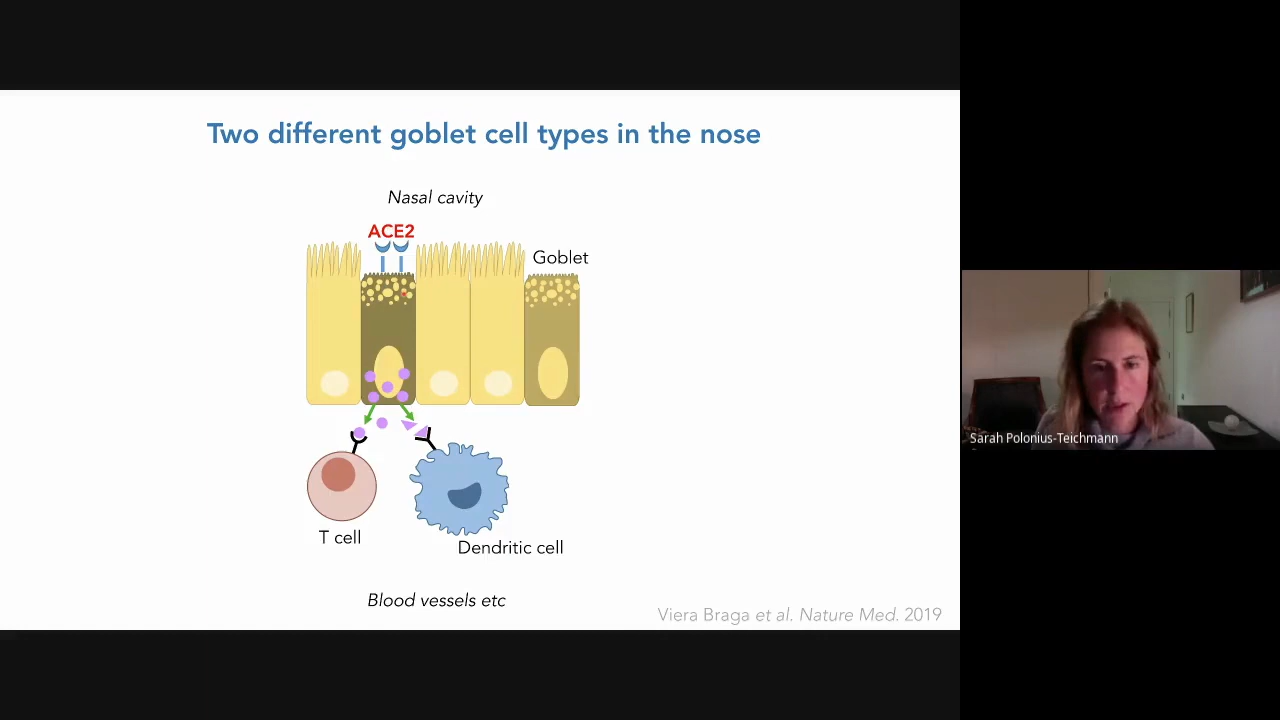 Two different goblet cell types in the nose
Nasal cavity
ACE2
Goblet
T cell
Dendritic cell
Blood vessels etc
Viera Braga et al. Nature Med. 2019
Sarah Polonius-Teichmann